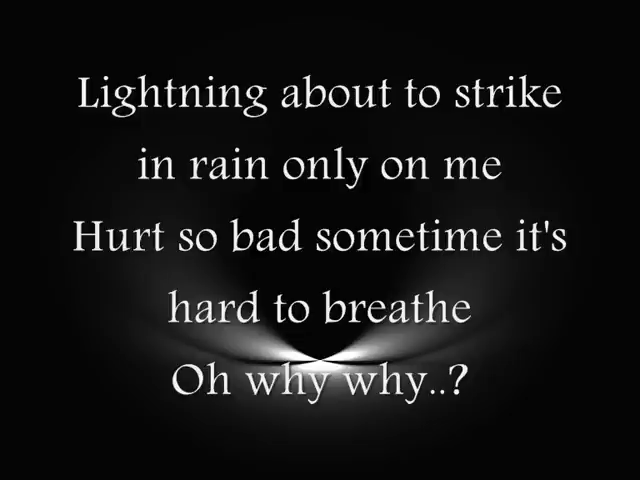 Lightning about to strike
in rain only on me
Hurt so bad sometime it's
hard to breathe
Oh why why..?